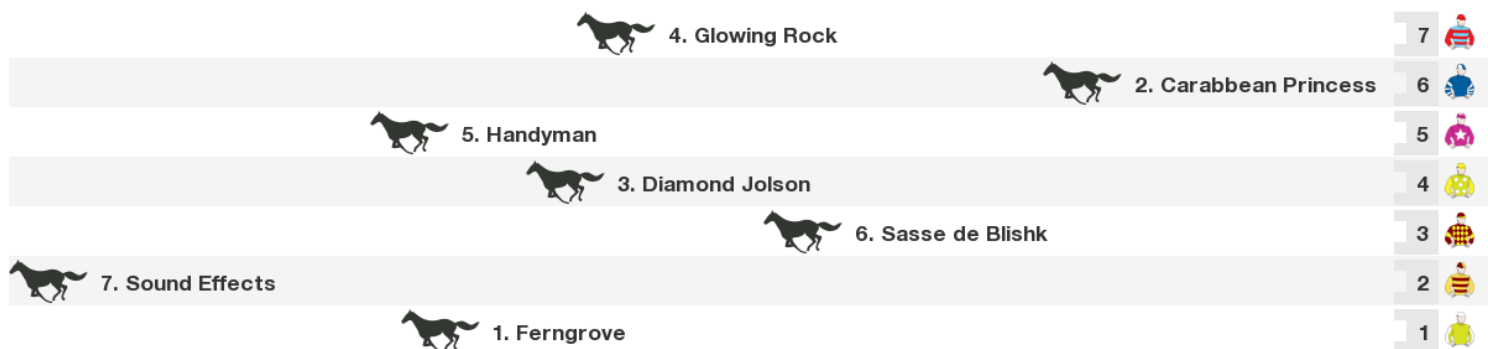 4. Glowing Rock 7
2. Carabbean Princess 6
5. Handyman 5
3. Diamond Jolson 4
6. Sasse de Blishk 3
7. Sound Effects 2
1. Ferngrove 1